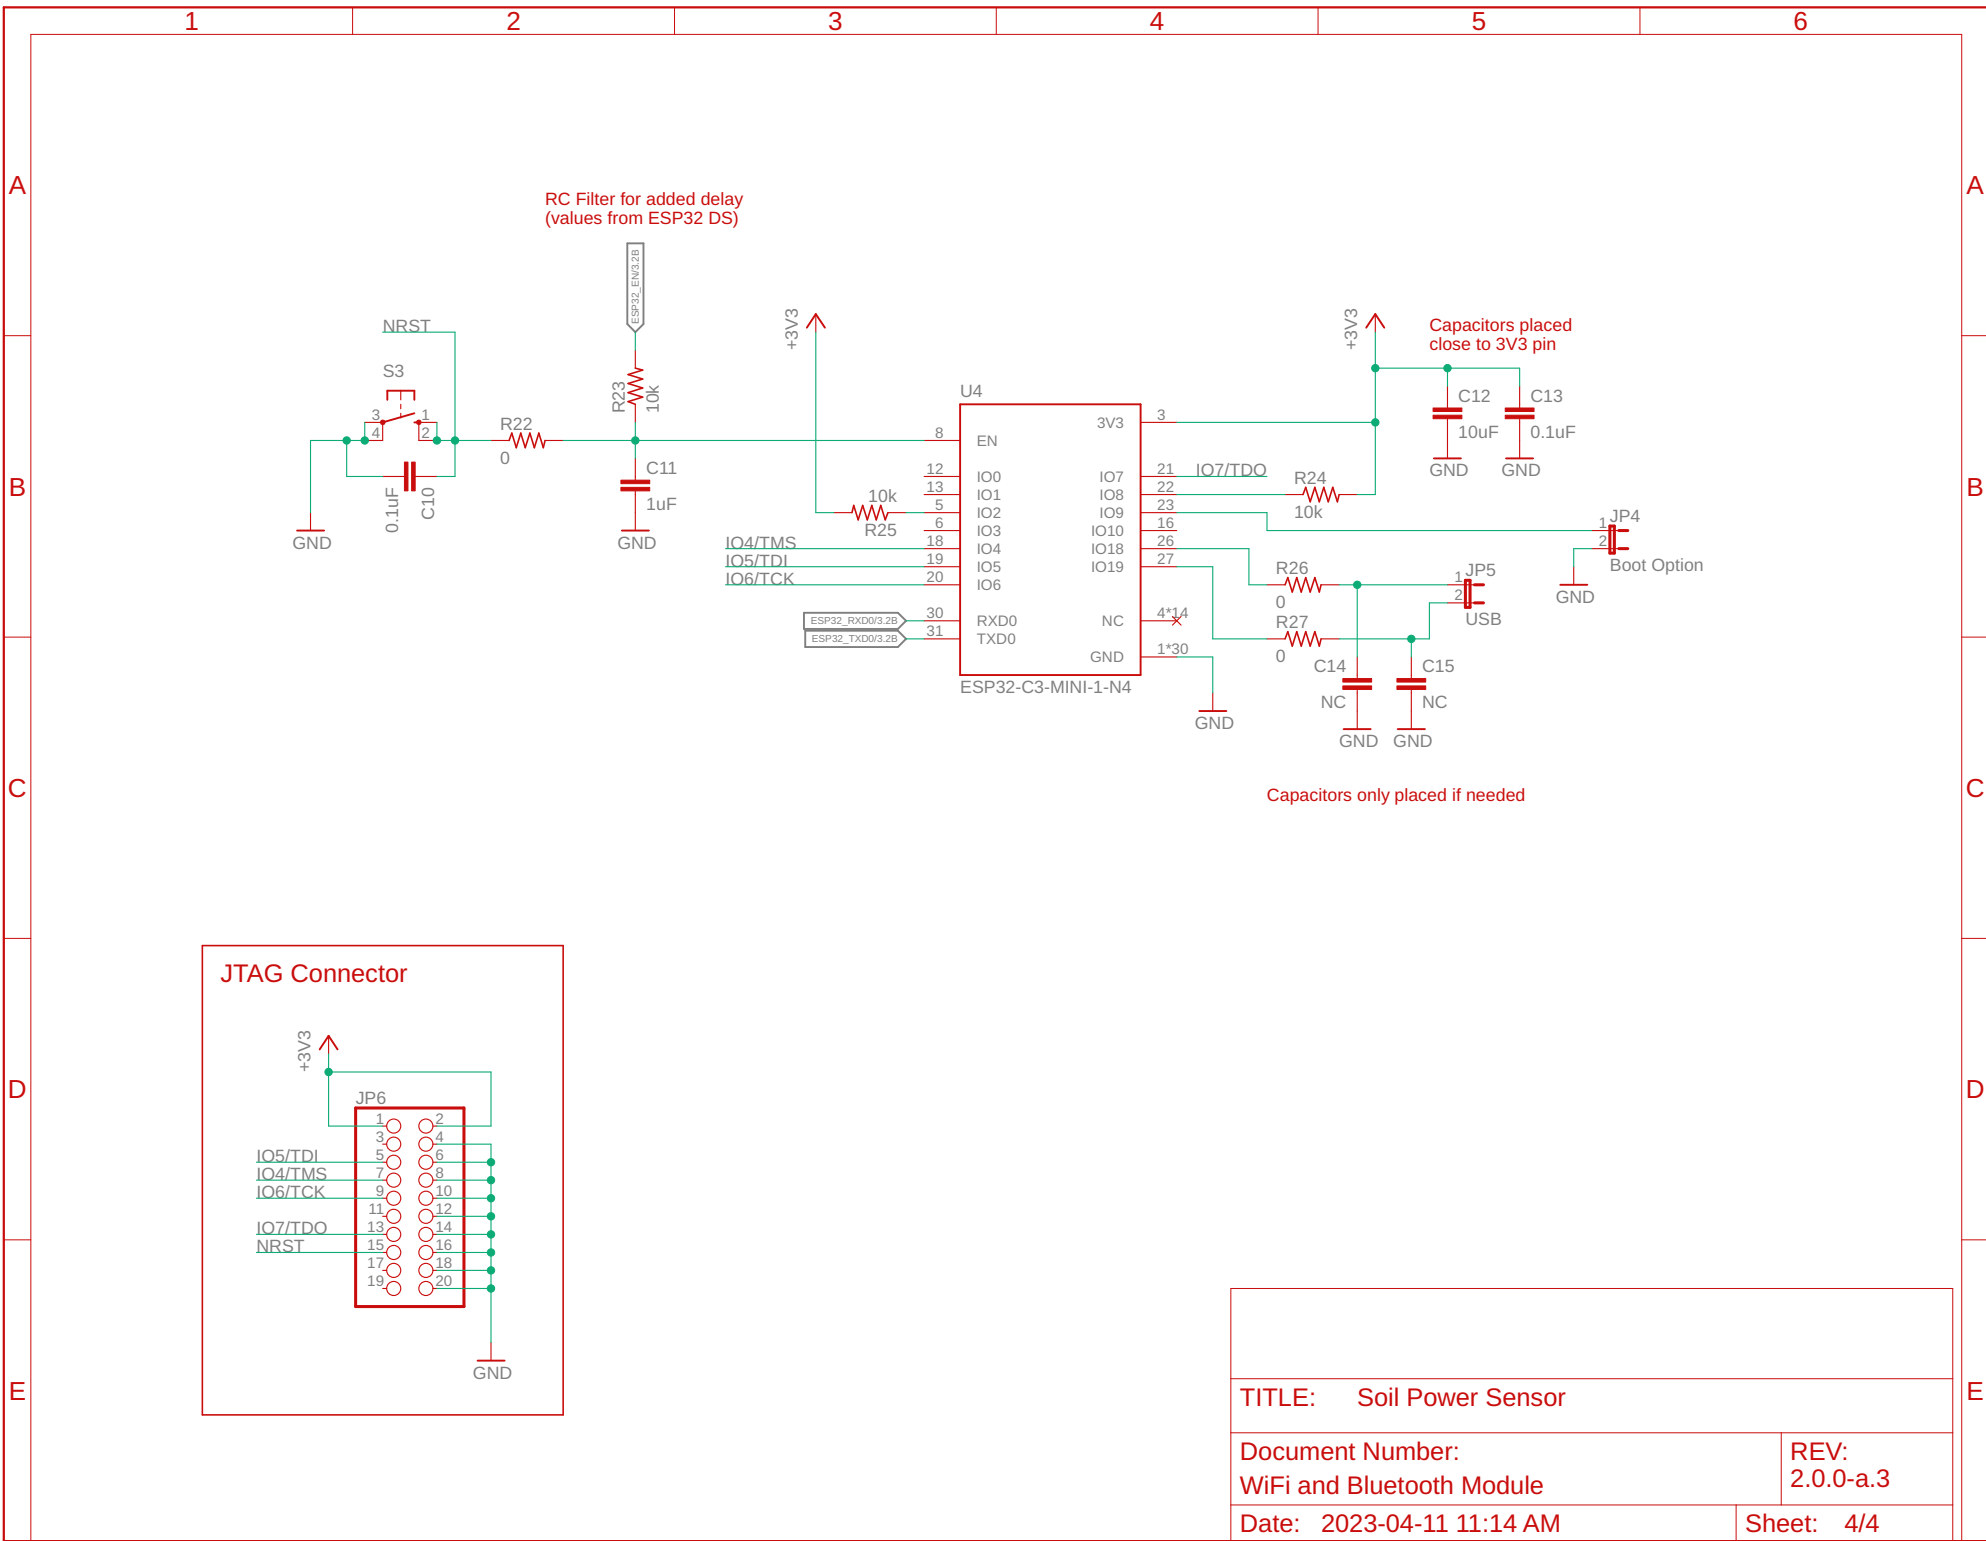 1 2 3 4 5 6
A A
B B
C C
D D
E E
RC Filter for added delay
(values from ESP32 DS)
ESP32_EN/3.2B
NRST
S3
3 1
4 2
0.1uF
C10
GND
R22
0
R23
10k
C11
1uF
GND
+3V3
10k
R25
IO4/TMS
IO5/TDI
IO6/TCK
ESP32_RXD0/3.2B
ESP32_TXD0/3.2B
U4
8 EN
12 IO0
13 IO1
5 IO2
6 IO3
18 IO4
19 IO5
20 IO6
30 RXD0
31 TXD0
3V3 3
IO7 21
IO8 22
IO9 23
IO10 16
IO18 26
IO19 27
NC 4*14
GND 1*30
ESP32-C3-MINI-1-N4
GND
IO7/TDO
+3V3
Capacitors placed
close to 3V3 pin
C12
10uF
GND
C13
0.1uF
GND
R24
10k
JP4
1
2
Boot Option
GND
R26
0
R27
0
JP5
1
2
USB
C14
NC
GND
C15
NC
GND
Capacitors only placed if needed
JTAG Connector
+3V3
JP6
1 2
3 4
IO5/TDI 5 6
IO4/TMS 7 8
IO6/TCK 9 10
11 12
IO7/TDO 13 14
NRST 15 16
17 18
19 20
GND
TITLE: Soil Power Sensor
Document Number:
WiFi and Bluetooth Module
REV:
2.0.0-a.3
Date: 2023-04-11 11:14 AM
Sheet: 4/4